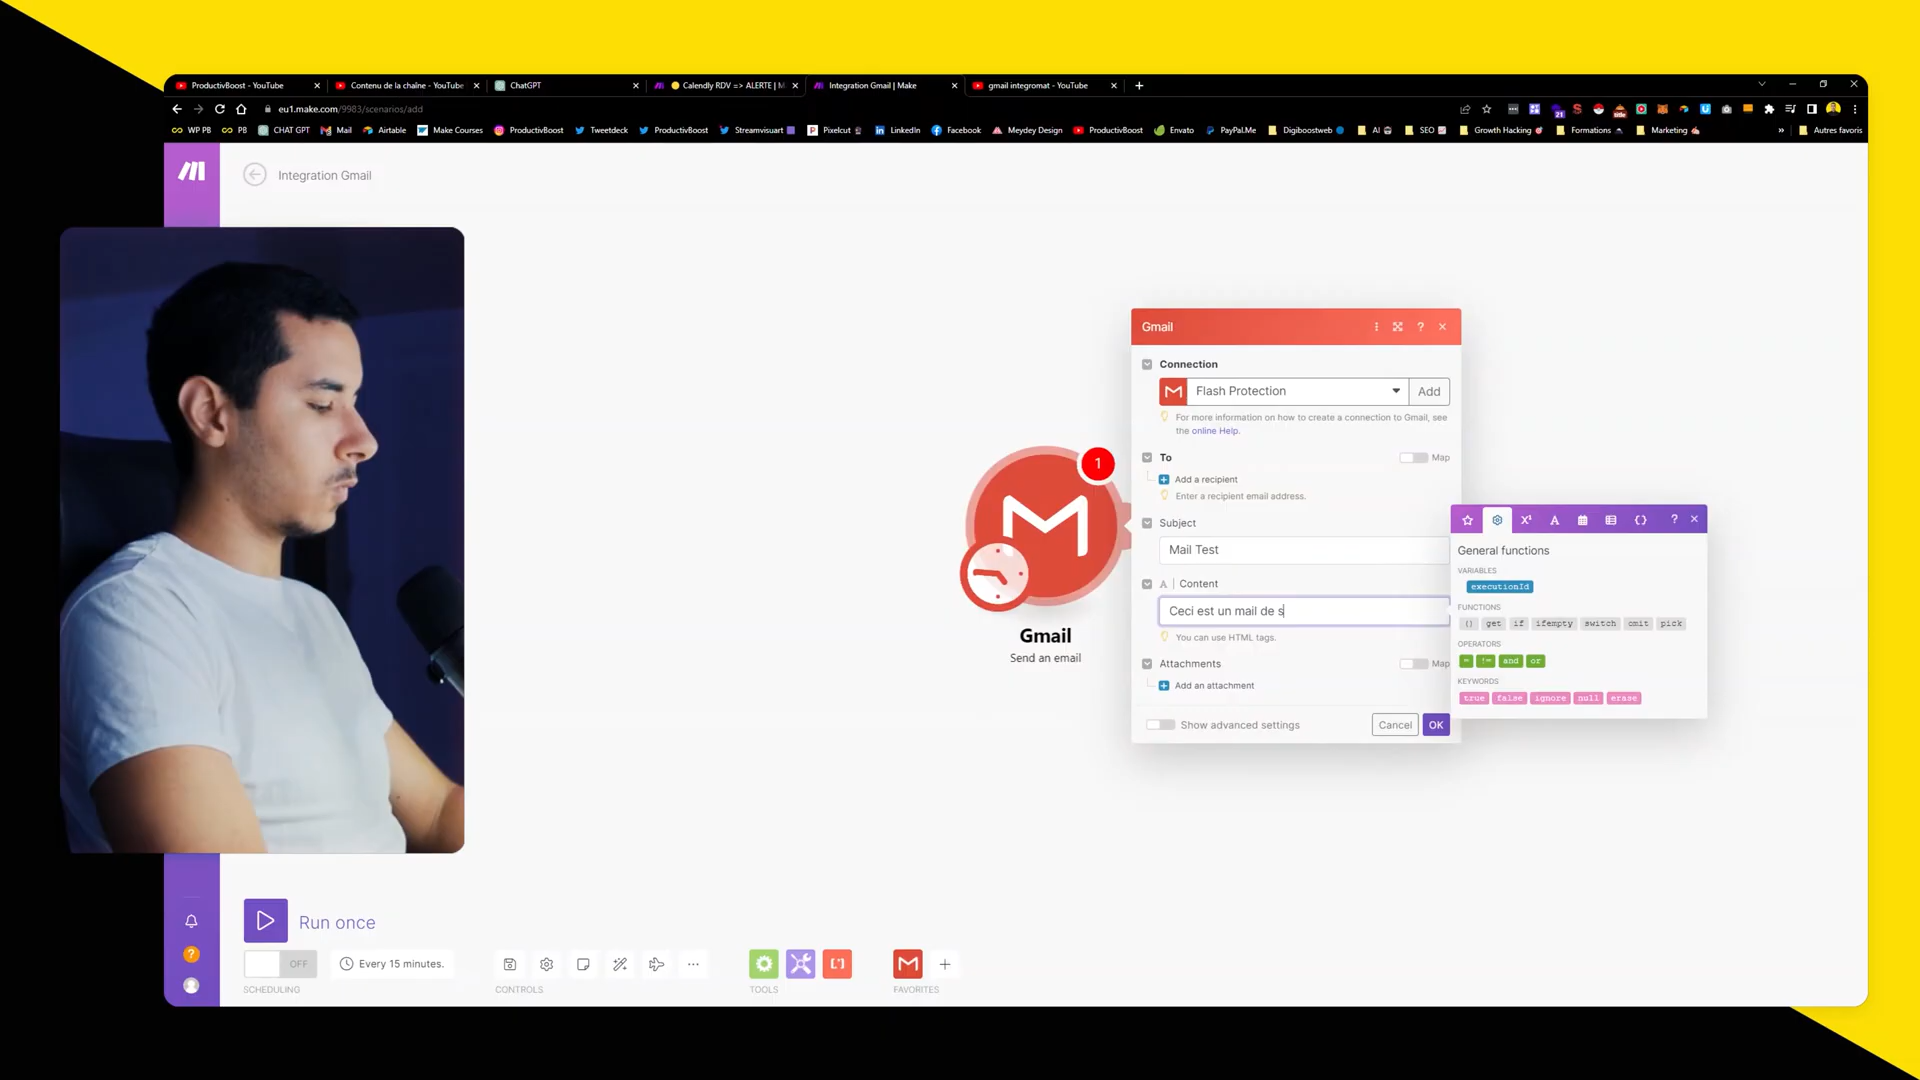 ProductivBoost - YouTube
Contenu de la chaîne - YouTube
ChatGPT
Calendly RDV => ALERTE | M
Integration Gmail | Make
gmail integromat - YouTube
eu1.make.com/9983/scenarios/add
21
title
WP PB
PB
CHAT GPT
Mail
Airtable
Make Courses
ProductivBoost
Tweetdeck
ProductivBoost
Streamvisuart
Pixelcut
LinkedIn
Facebook
Meydey Design
ProductivBoost
Envato
PayPal.Me
Digiboostweb
AI
SEO
Growth Hacking
Formations
Marketing
»
Autres favoris
Integration Gmail
1
Gmail
Send an email
Gmail
Connection
Flash Protection
Add
For more information on how to create a connection to Gmail, see
the online Help.
To
Map
Add a recipient
Enter a recipient email address.
Subject
Mail Test
A | Content
Ceci est un mail de s
You can use HTML tags.
Attachments
Map
Add an attachment
Show advanced settings
Cancel
OK
General functions
VARIABLES
executionId
FUNCTIONS
() get if ifempty switch omit pick
OPERATORS
= != and or
KEYWORDS
true false ignore null erase
Run once
OFF
Every 15 minutes.
SCHEDULING
CONTROLS
TOOLS
FAVORITES